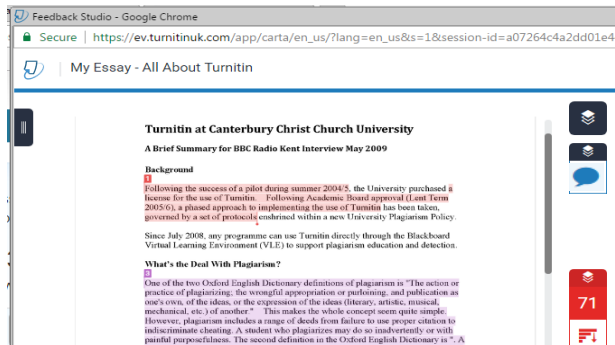 Feedback Studio - Google Chrome
Secure | https://ev.turnitinuk.com/app/carta/en_us/?lang=en_us&s=1&session-id=a07264c4a2dd01e4
My Essay - All About Turnitin
Turnitin at Canterbury Christ Church University
A Brief Summary for BBC Radio Kent Interview May 2009
Background
1
Following the success of a pilot during summer 2004/5, the University purchased a
license for the use of Turnitin. Following Academic Board approval (Lent Term
2005/6), a phased approach to implementing the use of Turnitin has been taken,
governed by a set of protocols enshrined within a new University Plagiarism Policy.
Since July 2008, any programme can use Turnitin directly through the Blackboard
Virtual Learning Environment (VLE) to support plagiarism education and detection.
What's the Deal With Plagiarism?
3
One of the two Oxford English Dictionary definitions of plagiarism is "The action or
practice of plagiarizing; the wrongful appropriation or purloining, and publication as
one's own, of the ideas, or the expression of the ideas (literary, artistic, musical,
mechanical, etc.) of another." This makes the whole concept seem quite simple.
However, plagiarism includes a range of deeds from failure to use proper citation to
indiscriminate cheating. A student who plagiarizes may do so inadvertently or with
painful purposefulness. The second definition in the Oxford Dictionary is ". A
71